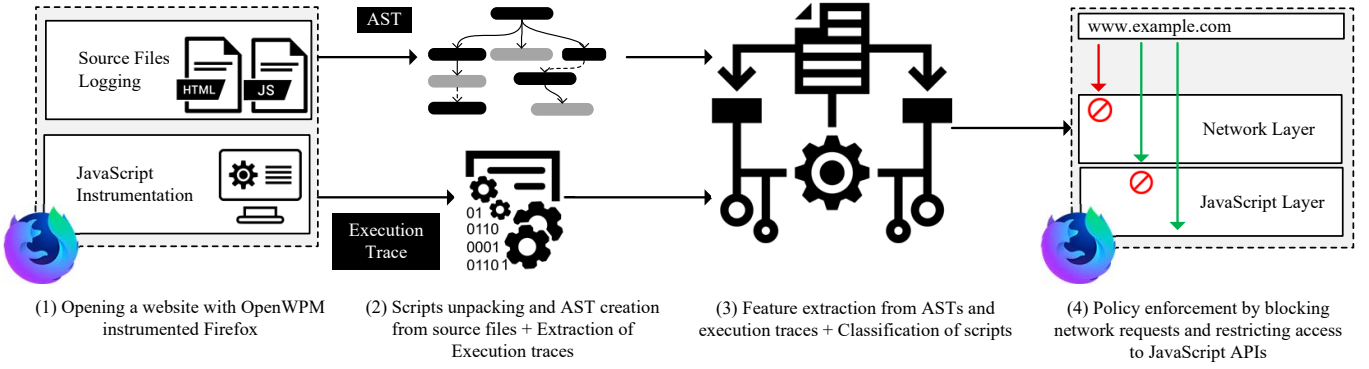 Source Files
Logging
HTML
JS
JavaScript
Instrumentation
AST
Execution
Trace
01
0110
0001
0110 1
www.example.com
Network Layer
JavaScript Layer
(1) Opening a website with OpenWPM
instrumented Firefox
(2) Scripts unpacking and AST creation
from source files + Extraction of
Execution traces
(3) Feature extraction from ASTs and
execution traces + Classification of scripts
(4) Policy enforcement by blocking
network requests and restricting access
to JavaScript APIs